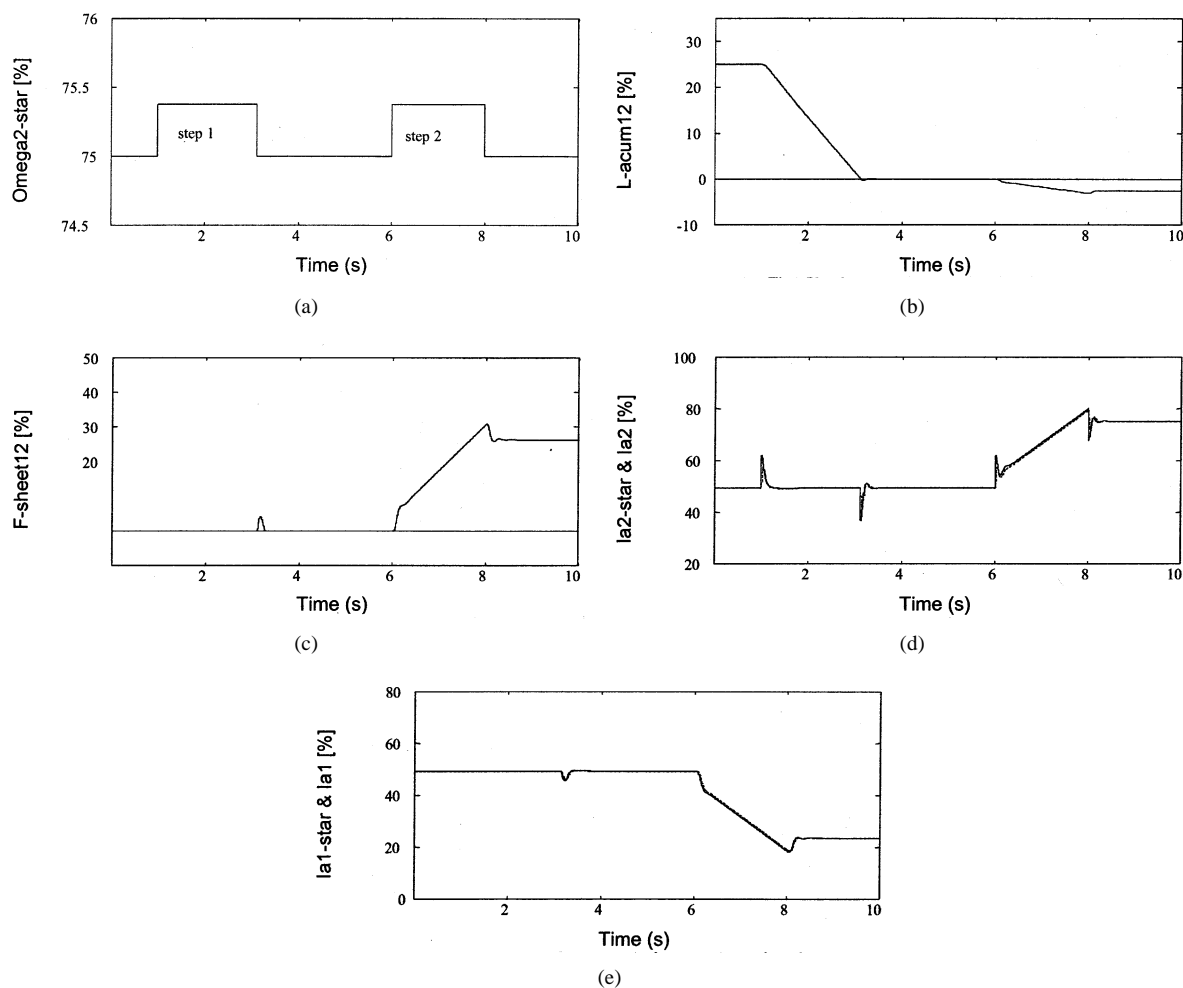 Omega2-star [%]
76
75.5
75
74.5
step 1
step 2
2
4
6
8
10
Time (s)
(a)
L-acum12 [%]
30
20
10
0
-10
2
4
6
8
10
Time (s)
(b)
F-sheet12 [%]
50
40
30
20
2
4
6
8
10
Time (s)
(c)
Ia2-star & Ia2 [%]
100
80
60
40
20
2
4
6
8
10
Time (s)
(d)
Ia1-star & Ia1 [%]
80
60
40
20
0
2
4
6
8
10
Time (s)
(e)